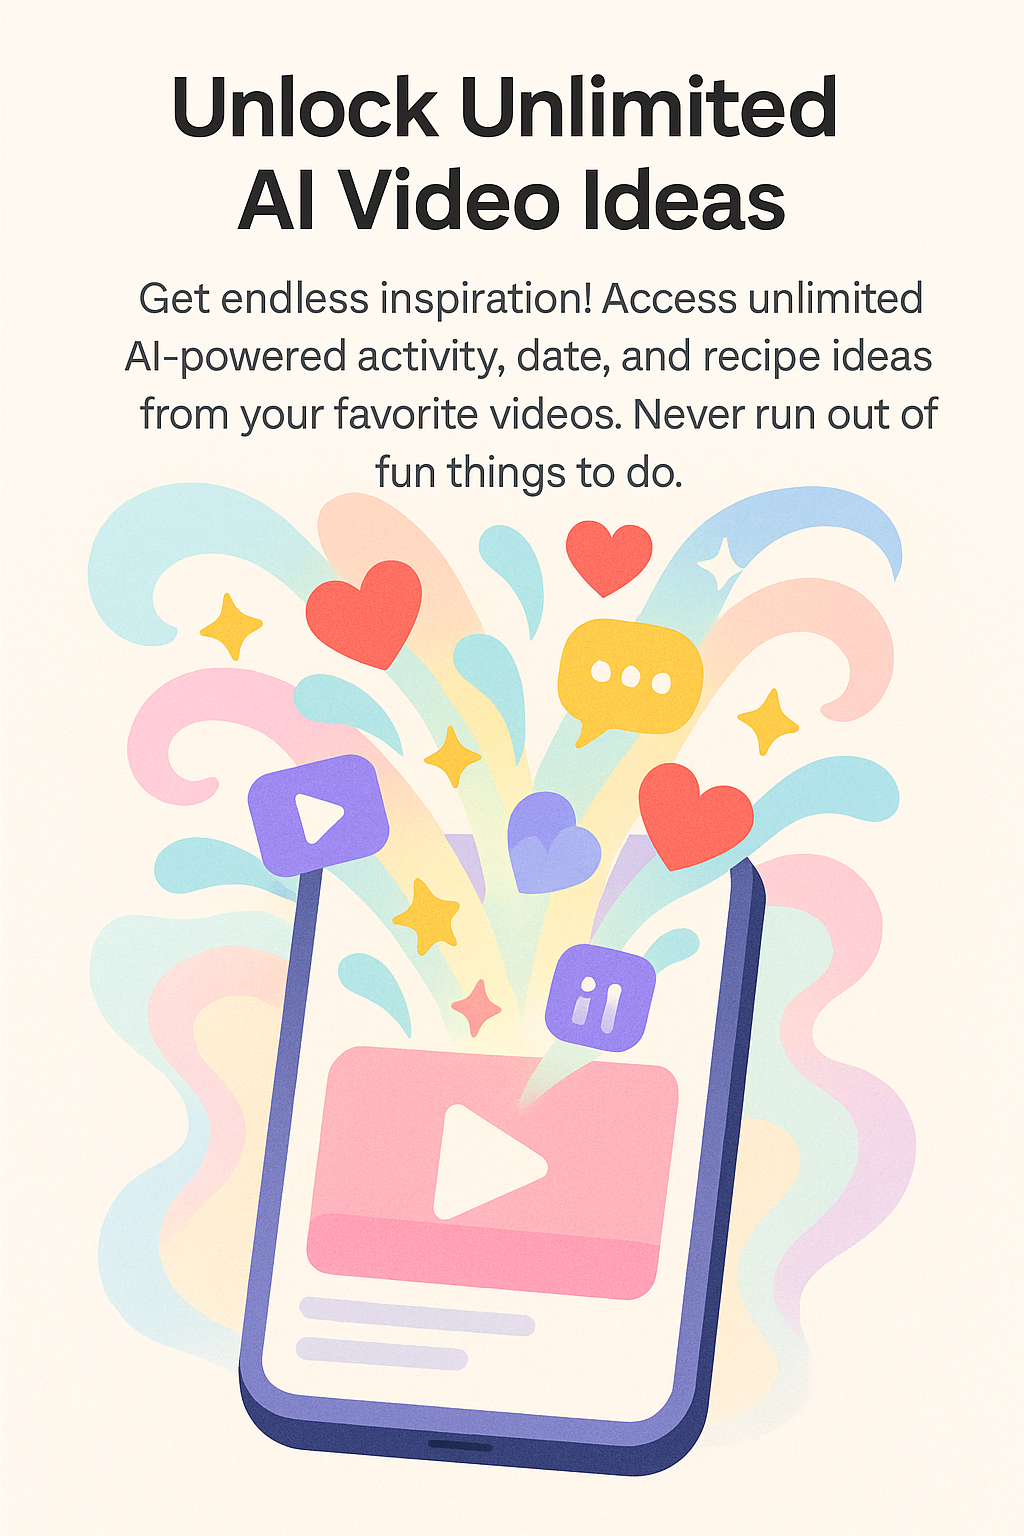 Unlock Unlimited
AI Video Ideas
Get endless inspiration! Access unlimited
AI-powered activity, date, and recipe ideas
from your favorite videos. Never run out of
fun things to do.